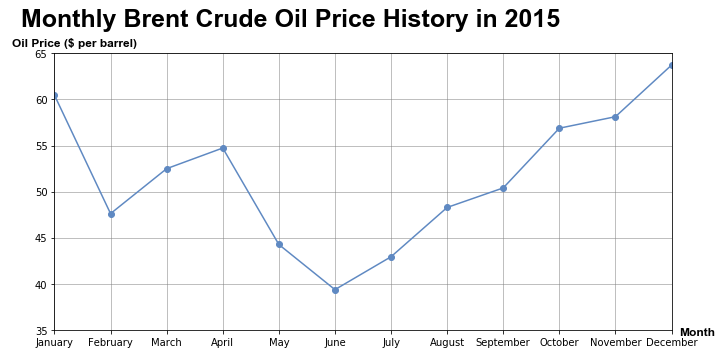 Monthly Brent Crude Oil Price History in 2015
Oil Price ($ per barrel)
65
60
55
50
45
40
35
January February March April May June July August September October November December
Month